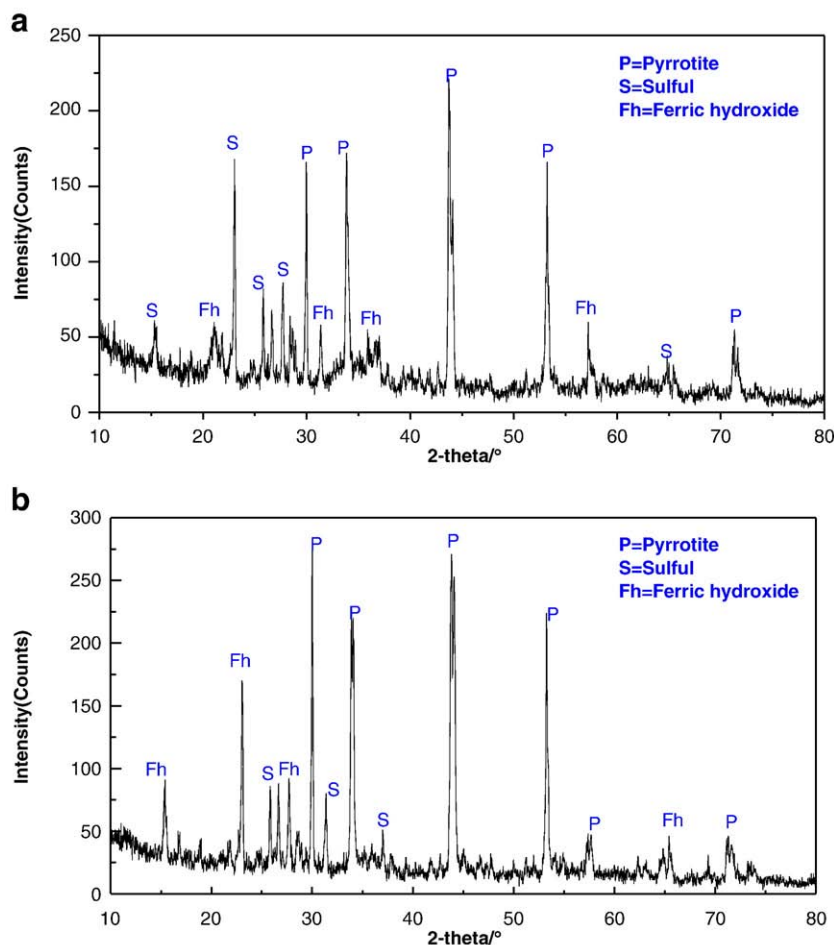 a
250
200
150
100
50
0
Intensity(Counts)
P=Pyrrotite
S=Sulful
Fh=Ferric hydroxide
S
Fh
S
S
S
P
Fh
P
Fh
P
P
Fh
S
P
10 20 30 40 50 60 70 80
2-theta/°
b
300
250
200
150
100
50
0
Intensity(Counts)
P=Pyrrotite
S=Sulful
Fh=Ferric hydroxide
Fh
Fh
S
Fh
P
S
P
S
P
P
P
Fh
P
10 20 30 40 50 60 70 80
2-theta/°